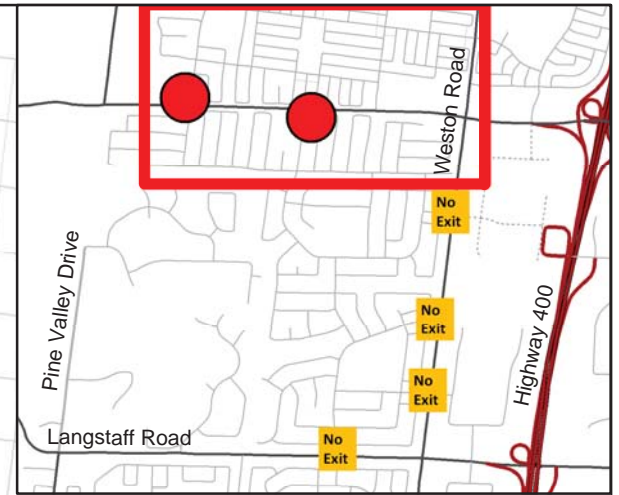 Weston Road
No
Exit
Pine Valley Drive
No
Exit
Highway 400
No
Exit
Langstaff Road
No
Exit